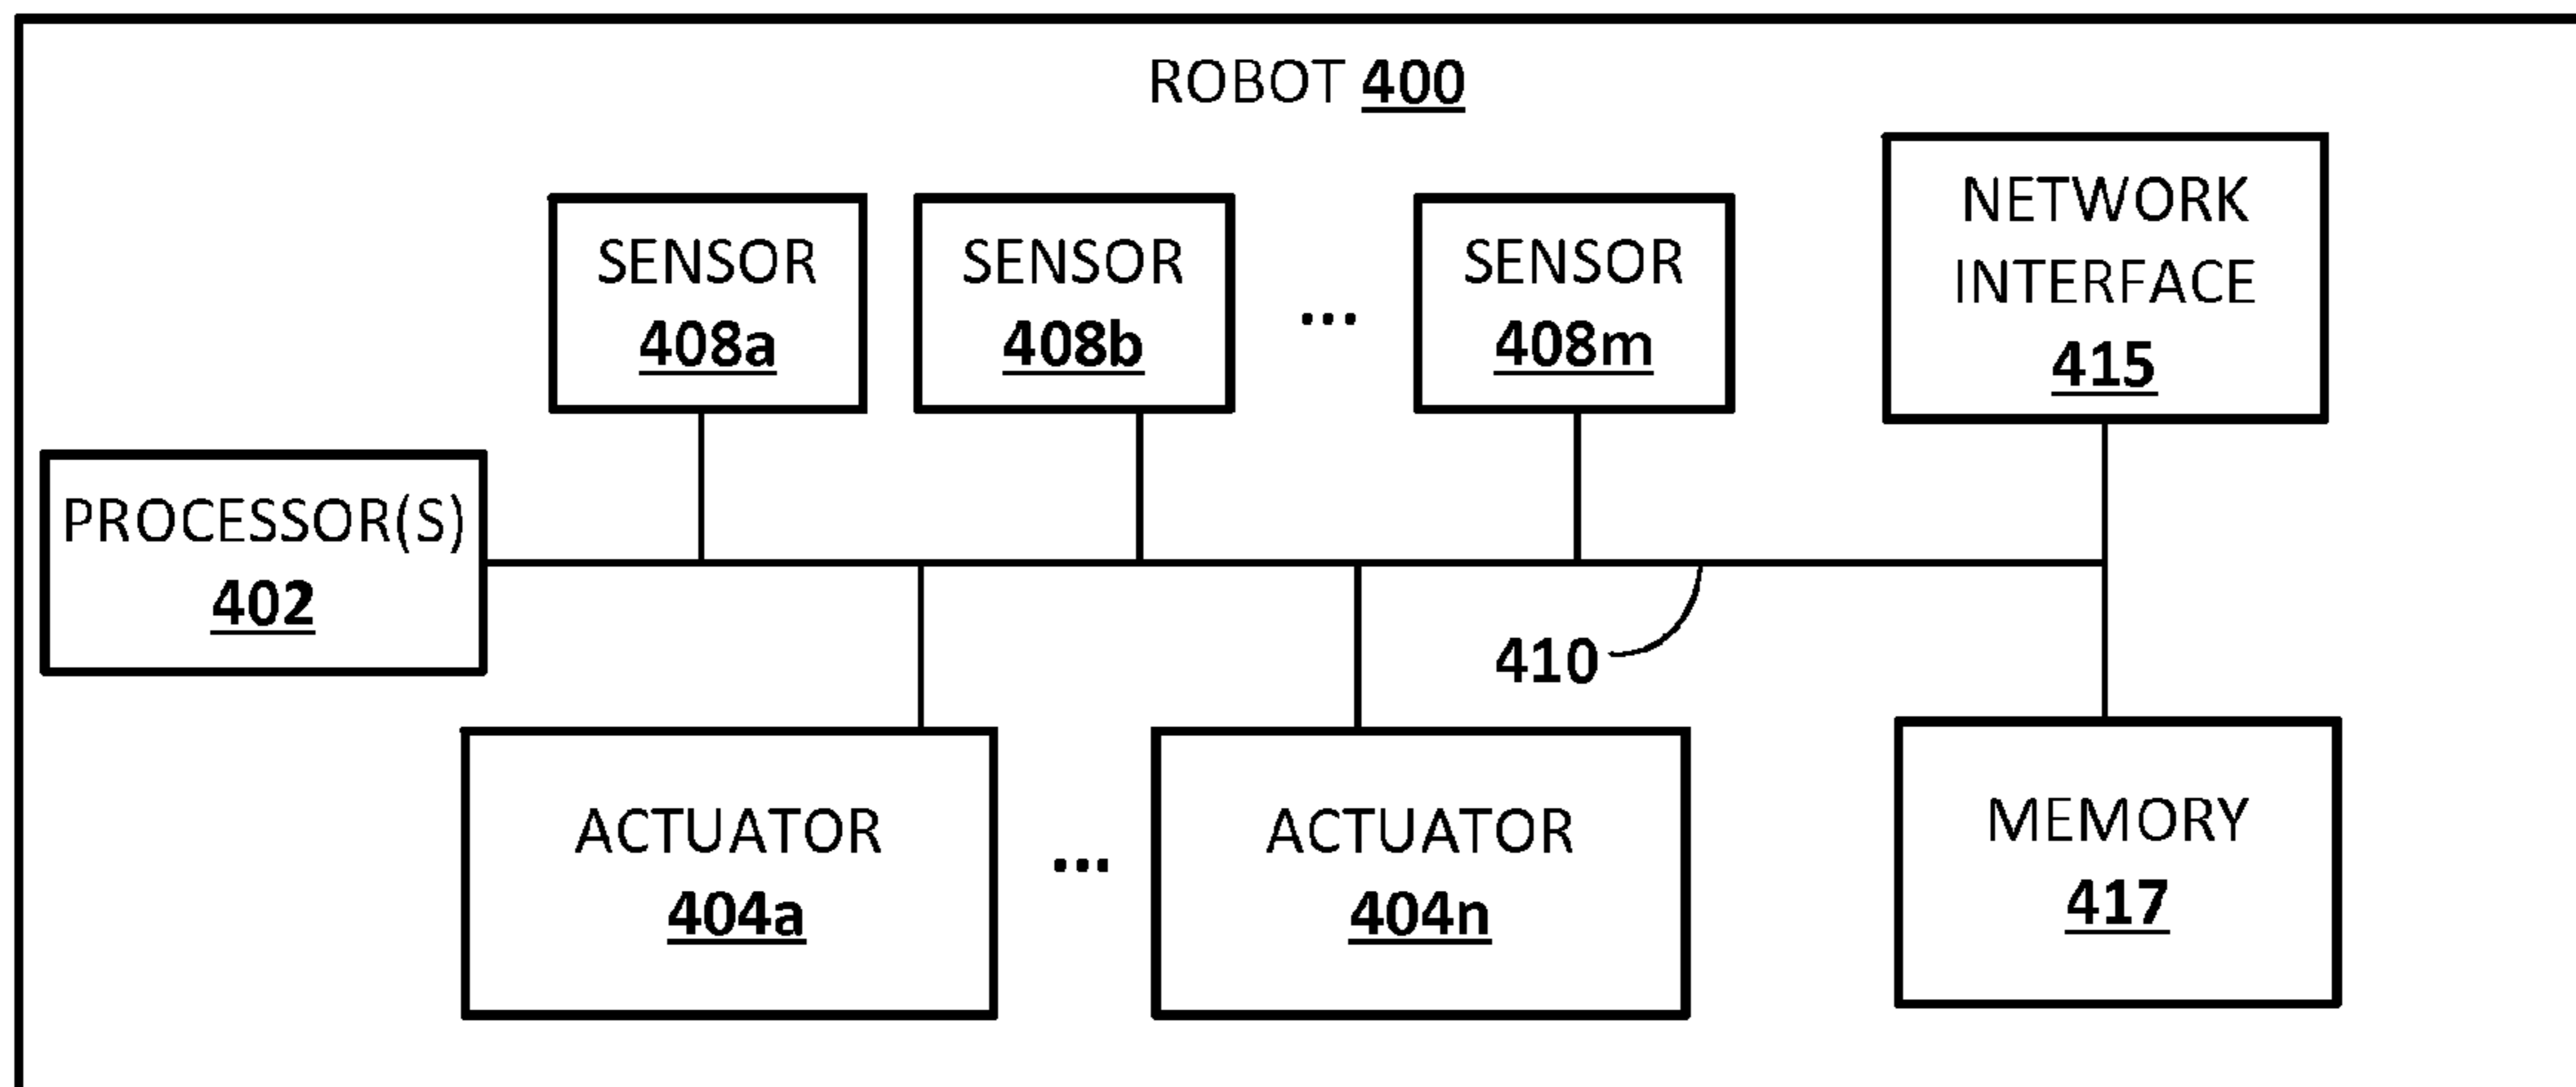 ROBOT 400
SENSOR
408a
SENSOR
408b
...
SENSOR
408m
NETWORK
INTERFACE
415
PROCESSOR(S)
402
410
ACTUATOR
404a
...
ACTUATOR
404n
MEMORY
417